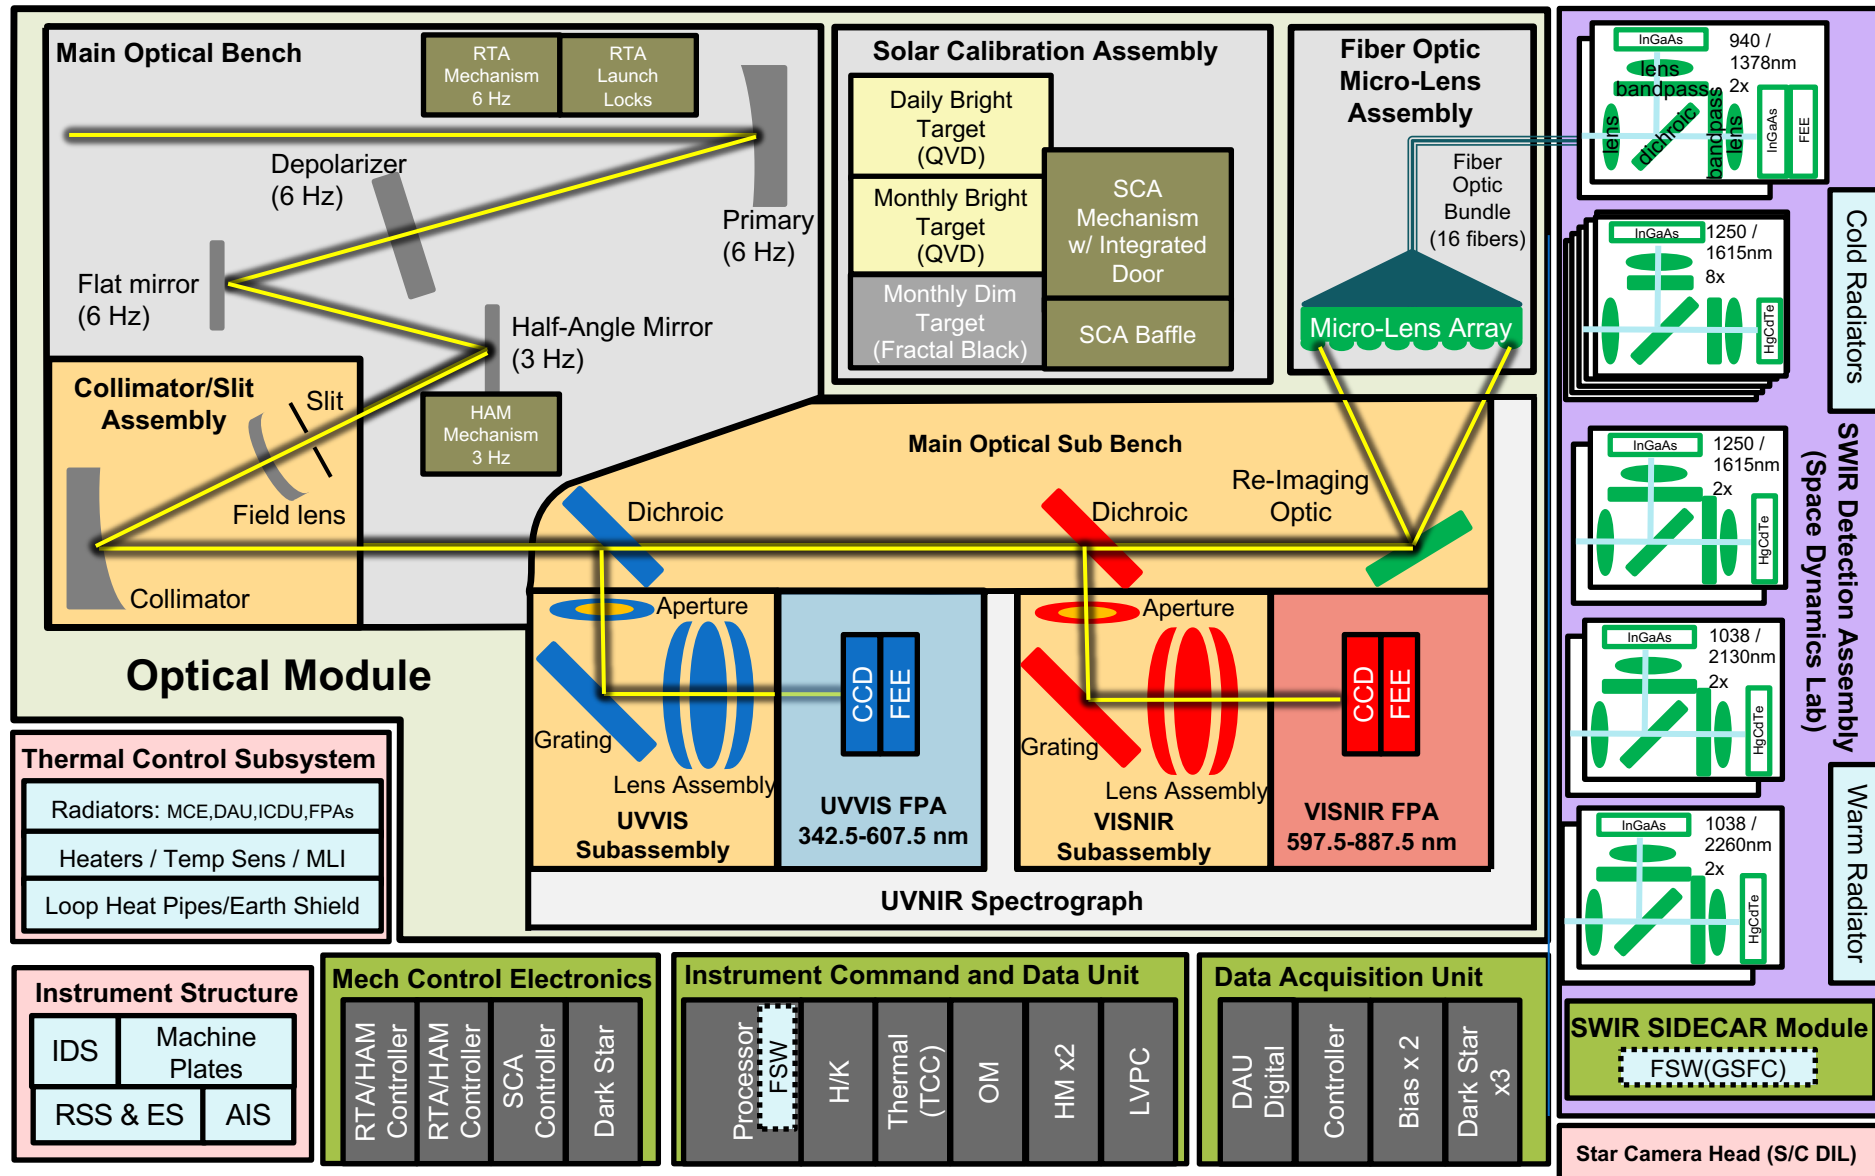 Main Optical Bench
RTA
Mechanism
6 Hz
RTA
Launch
Locks
Depolarizer
(6 Hz)
Primary
(6 Hz)
Flat mirror
(6 Hz)
Half-Angle Mirror
(3 Hz)
HAM
Mechanism
3 Hz
Collimator/Slit
Assembly
Slit
Field lens
Collimator
Optical Module
Solar Calibration Assembly
Daily Bright
Target
(QVD)
Monthly Bright
Target
(QVD)
Monthly Dim
Target
(Fractal Black)
SCA
Mechanism
w/ Integrated
Door
SCA Baffle
Fiber Optic
Micro-Lens
Assembly
Fiber
Optic
Bundle
(16 fibers)
Micro-Lens Array
Main Optical Sub Bench
Dichroic
Dichroic
Re-Imaging
Optic
Aperture
Grating
Lens Assembly
UVVIS
Subassembly
CCD
FEE
UVVIS FPA
342.5-607.5 nm
Aperture
Grating
Lens Assembly
VISNIR
Subassembly
CCD
FEE
VISNIR FPA
597.5-887.5 nm
UVNIR Spectrograph
InGaAs
lens
bandpass
940 /
1378nm
2x
lens
dichroic
bandpass
lens
InGaAs
FEE
InGaAs
1250 /
1615nm
8x
HgCdTe
InGaAs
1250 /
1615nm
2x
HgCdTe
InGaAs
1038 /
2130nm
2x
HgCdTe
InGaAs
1038 /
2260nm
2x
HgCdTe
Cold Radiators
SWIR Detection Assembly
(Space Dynamics Lab)
Warm Radiator
SWIR SIDECAR Module
FSW(GSFC)
Star Camera Head (S/C DIL)
Thermal Control Subsystem
Radiators: MCE,DAU,ICDU,FPAs
Heaters / Temp Sens / MLI
Loop Heat Pipes/Earth Shield
Instrument Structure
IDS
Machine
Plates
RSS & ES
AIS
Mech Control Electronics
RTA/HAM
Controller
RTA/HAM
Controller
SCA
Controller
Dark Star
Instrument Command and Data Unit
Processor
FSW
H/K
Thermal
(TCC)
OM
HM x2
LVPC
Data Acquisition Unit
DAU
Digital
Controller
Bias x 2
Dark Star
x3